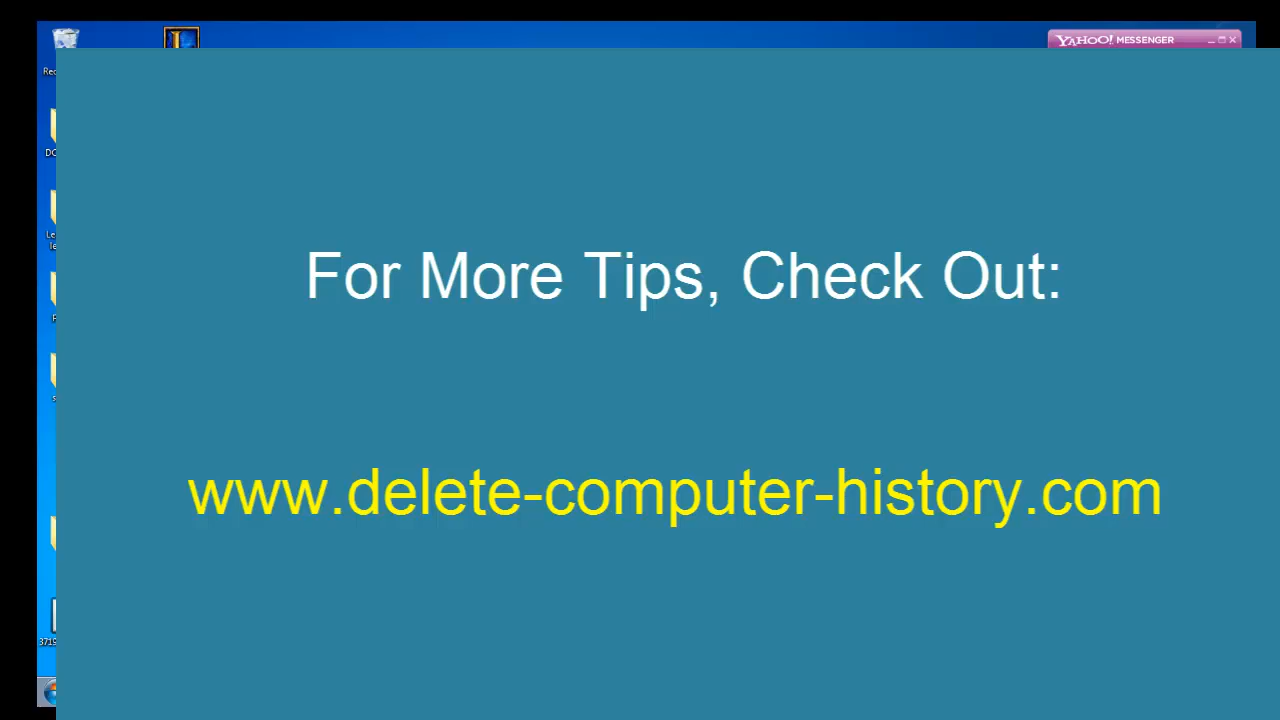 YAHOO! MESSENGER
For More Tips, Check Out:
www.delete-computer-history.com